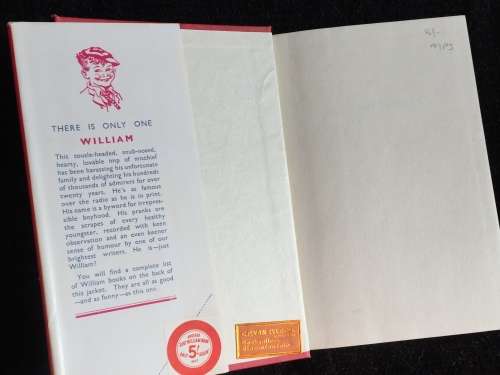 THERE IS ONLY ONE
WILLIAM
This tousle-headed, snub-nosed,
hearty, lovable imp of mischief
has been harassing his unfortunate
family and delighting his hundreds
of thousands of admirers for over
twenty years. He's as famous
over the radio as he is in print.
His name is a byword for irrepres-
sible boyhood. His pranks are
the scrapes of every healthy
youngster, recorded with keen
observation and an even keener
sense of humour by one of our
brightest writers. He is—just
William!
You will find a complete list
of William books on the back of
this jacket. They are all as good
—and as funny—as this one.
5/-